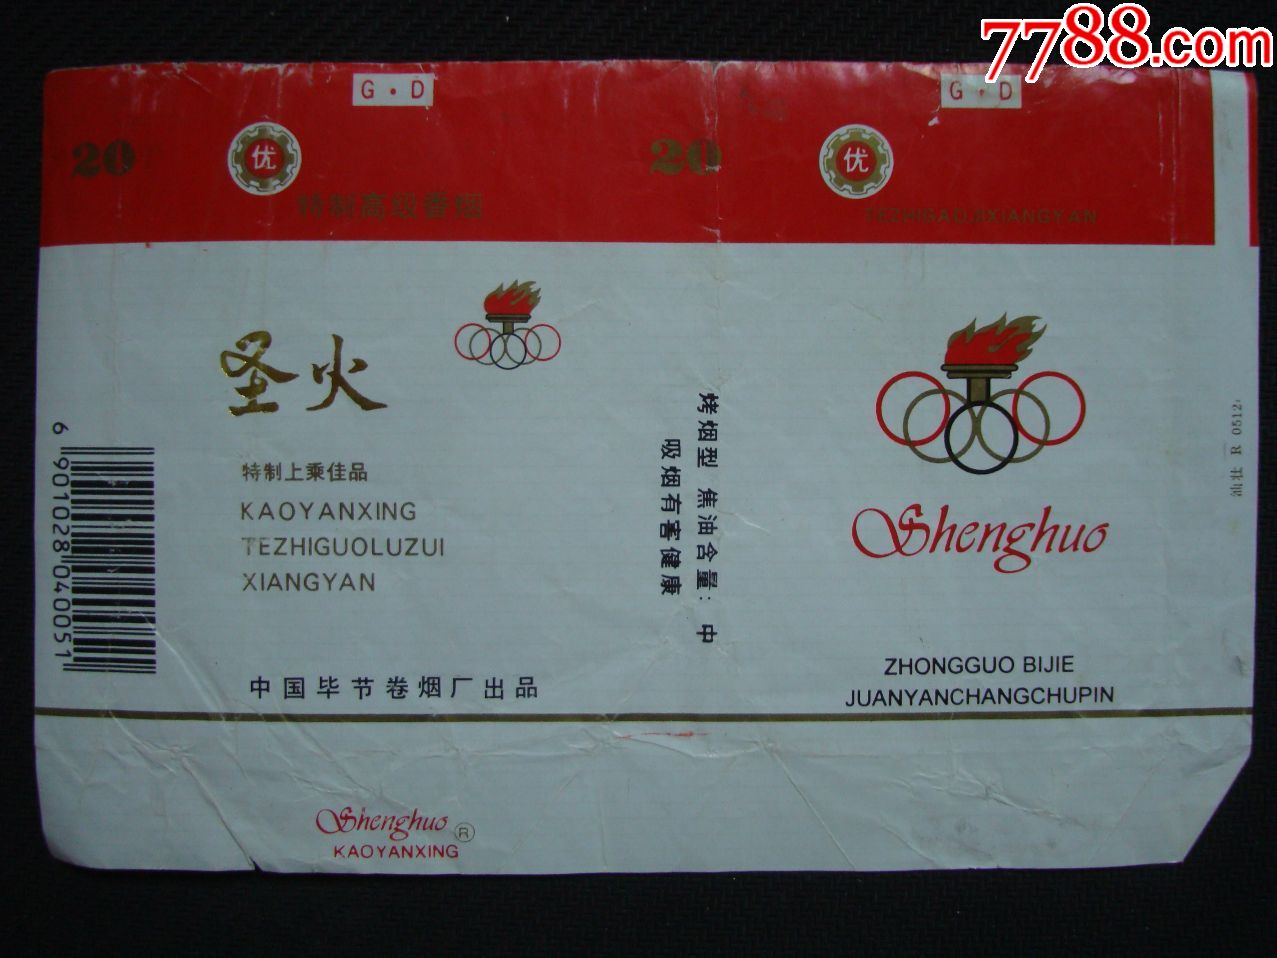 7788.com
G·D
G·D
20
优
20
优
特制高级香烟
TEZHIGAOJIXIANGYAN
圣火
特制上乘佳品
KAOYANXING
TEZHIGUOLUZUI
XIANGYAN
中国毕节卷烟厂出品
6 901028 040051
烤烟型 焦油含量：中
吸烟有害健康
Shenghuo
ZHONGGUO BIJIE
JUANYANCHANGCHUPIN
R 0512
Shenghuo ®
KAOYANXING